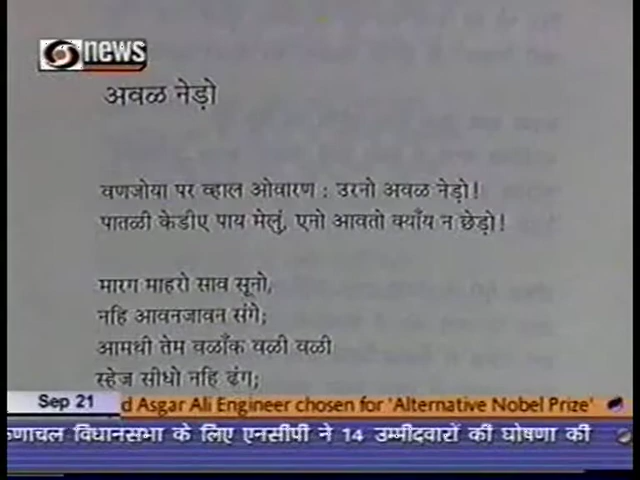 news
अवळ नेड़ो
वणजोया पर व्हाल ओवारण : उरनो अवळ नेड़ो!
पातळी केडीए पाय मेलुं, एनो आवतो क्याँय न छेड़ो!
मारग माहरो साव सूनो,
नहि आवनजावन संगे;
आमथी तेम वळाँक वळी वळी
स्हेज सीधो नहि ढंग;
Sep 21
d Asgar Ali Engineer chosen for 'Alternative Nobel Prize'
विधानसभा के लिए एनसीपी ने 14 उम्मीदवारों की घोषणा की